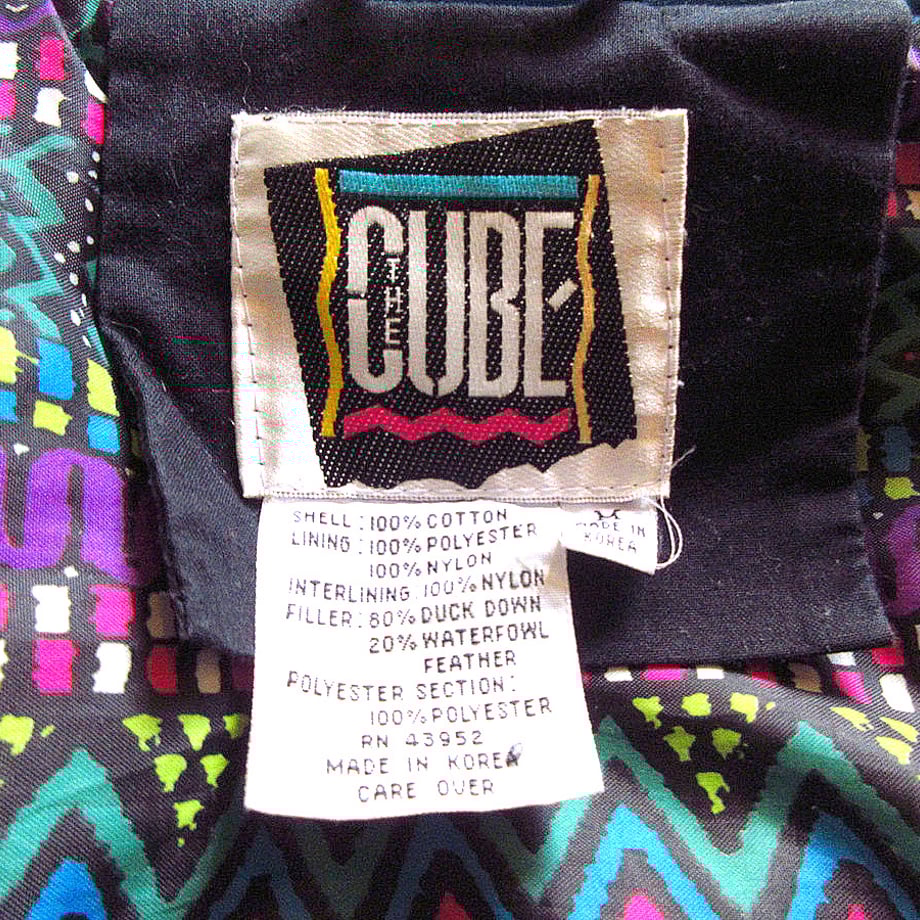 THE
CUBE
M
MADE IN
KOREA
SHELL: 100% COTTON
LINING: 100% POLYESTER
100% NYLON
INTERLINING: 100% NYLON
FILLER: 80% DUCK DOWN
20% WATERFOWL
FEATHER
POLYESTER SECTION:
100% POLYESTER
RN 43952
MADE IN KOREA
CARE OVER